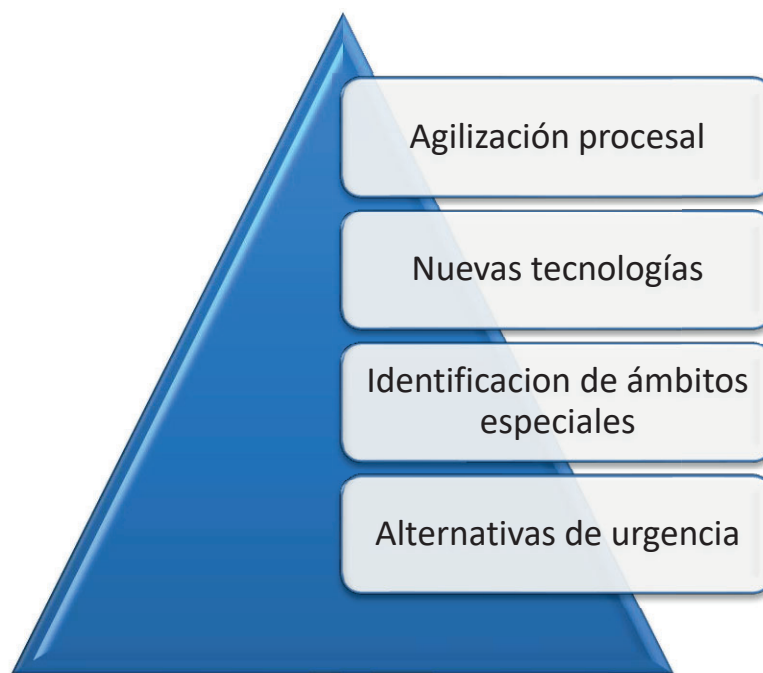 Agilización procesal
Nuevas tecnologías
Identificacion de ámbitos
especiales
Alternativas de urgencia